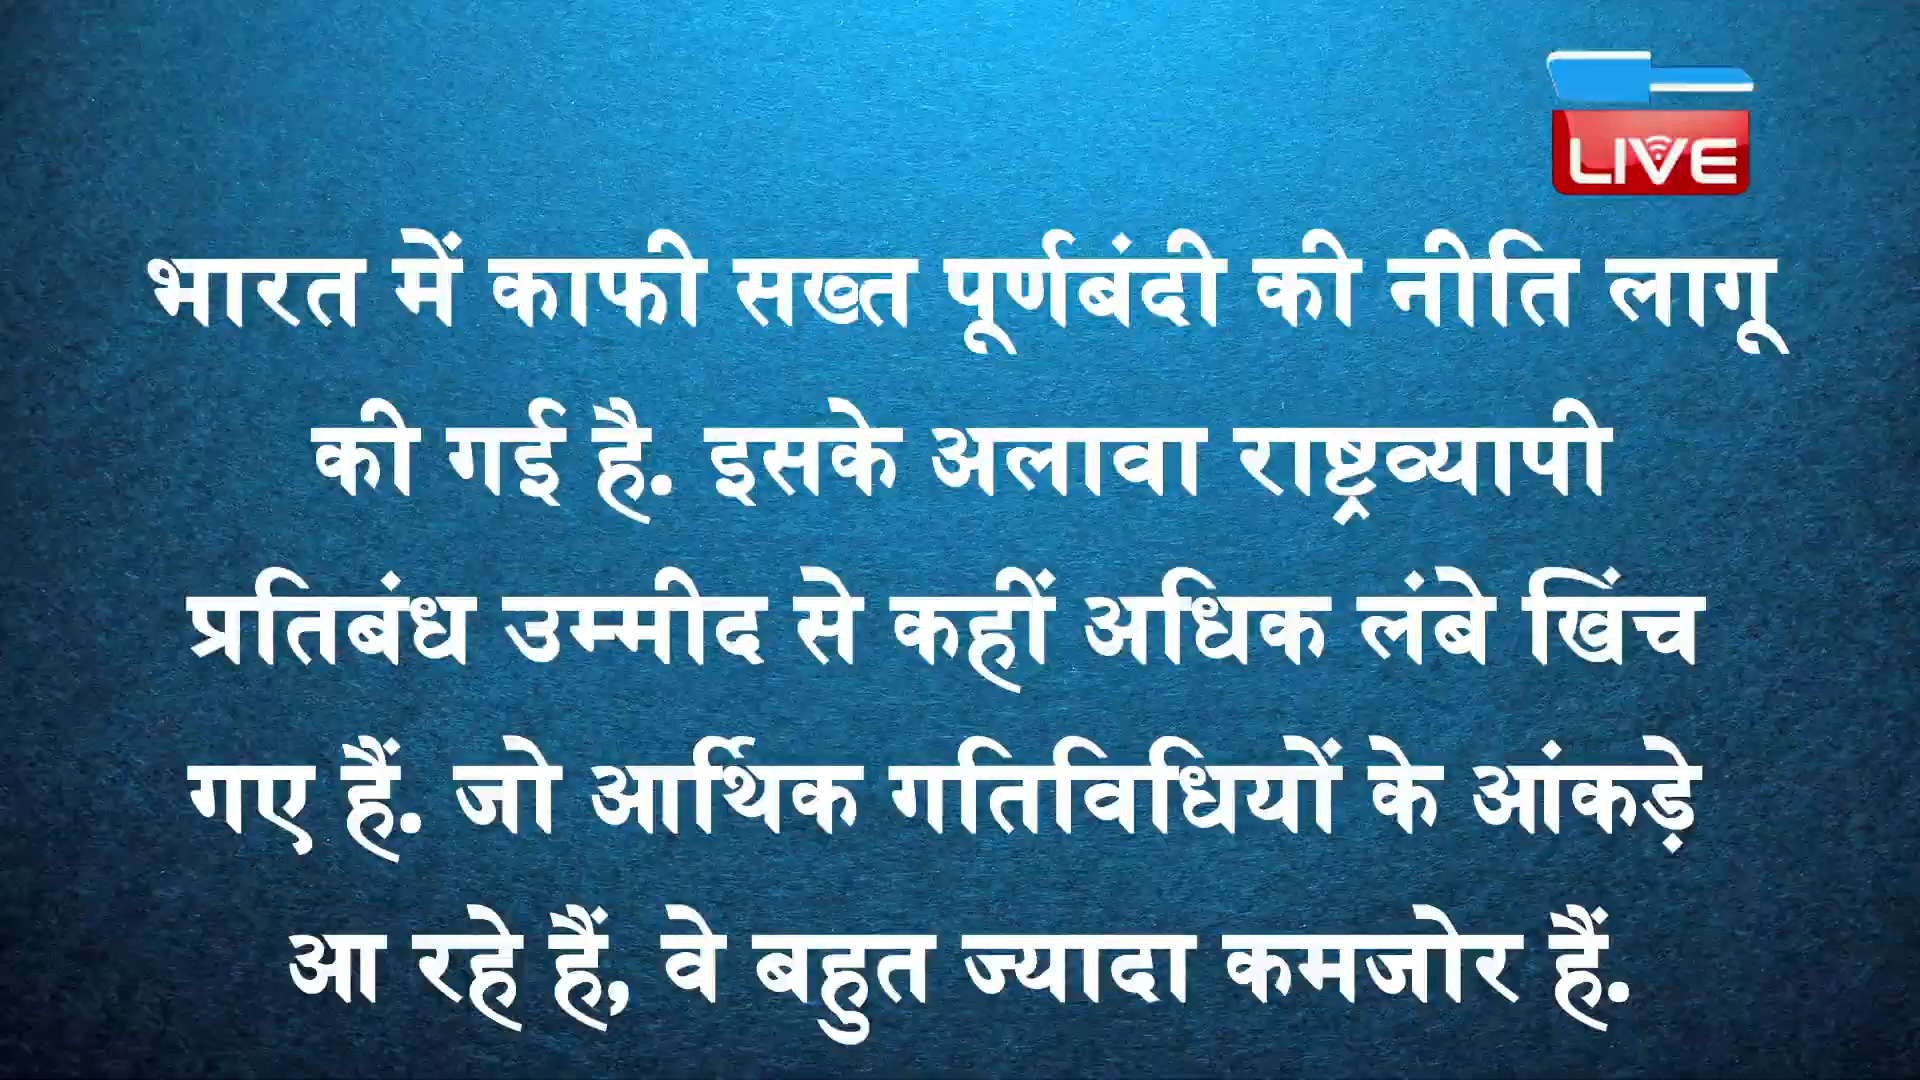 LIVE
भारत में काफी सख्त पूर्णबंदी की नीति लागू
की गई है. इसके अलावा राष्ट्रव्यापी
प्रतिबंध उम्मीद से कहीं अधिक लंबे खिंच
गए हैं. जो आर्थिक गतिविधियों के आंकड़े
आ रहे हैं, वे बहुत ज्यादा कमजोर हैं.